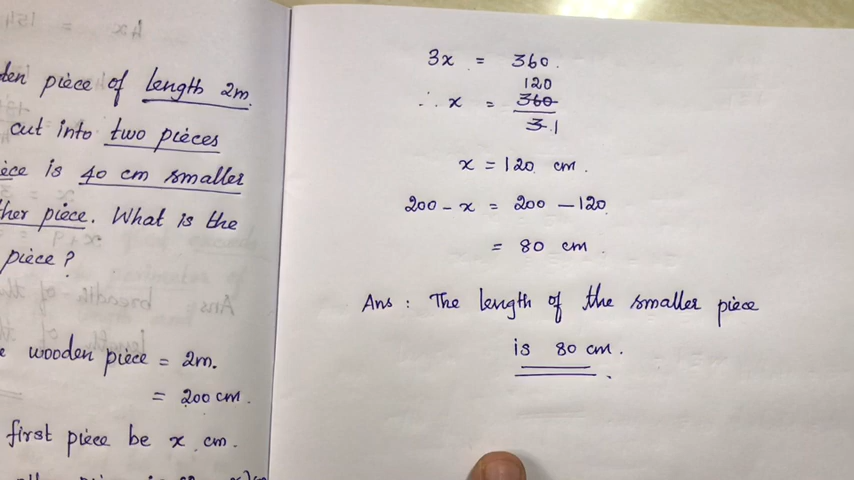 den piece of length 2m.
cut into two pieces
ece is 40 cm smaller
ther piece. What is the
piece?
e wooden piece = 2m.
= 200 cm.
first piece be x cm.
3x = 360.
120
∴ x = 360
3 1
x = 120 cm.
200 - x = 200 - 120
= 80 cm.
Ans : The length of the smaller piece
is 80 cm.